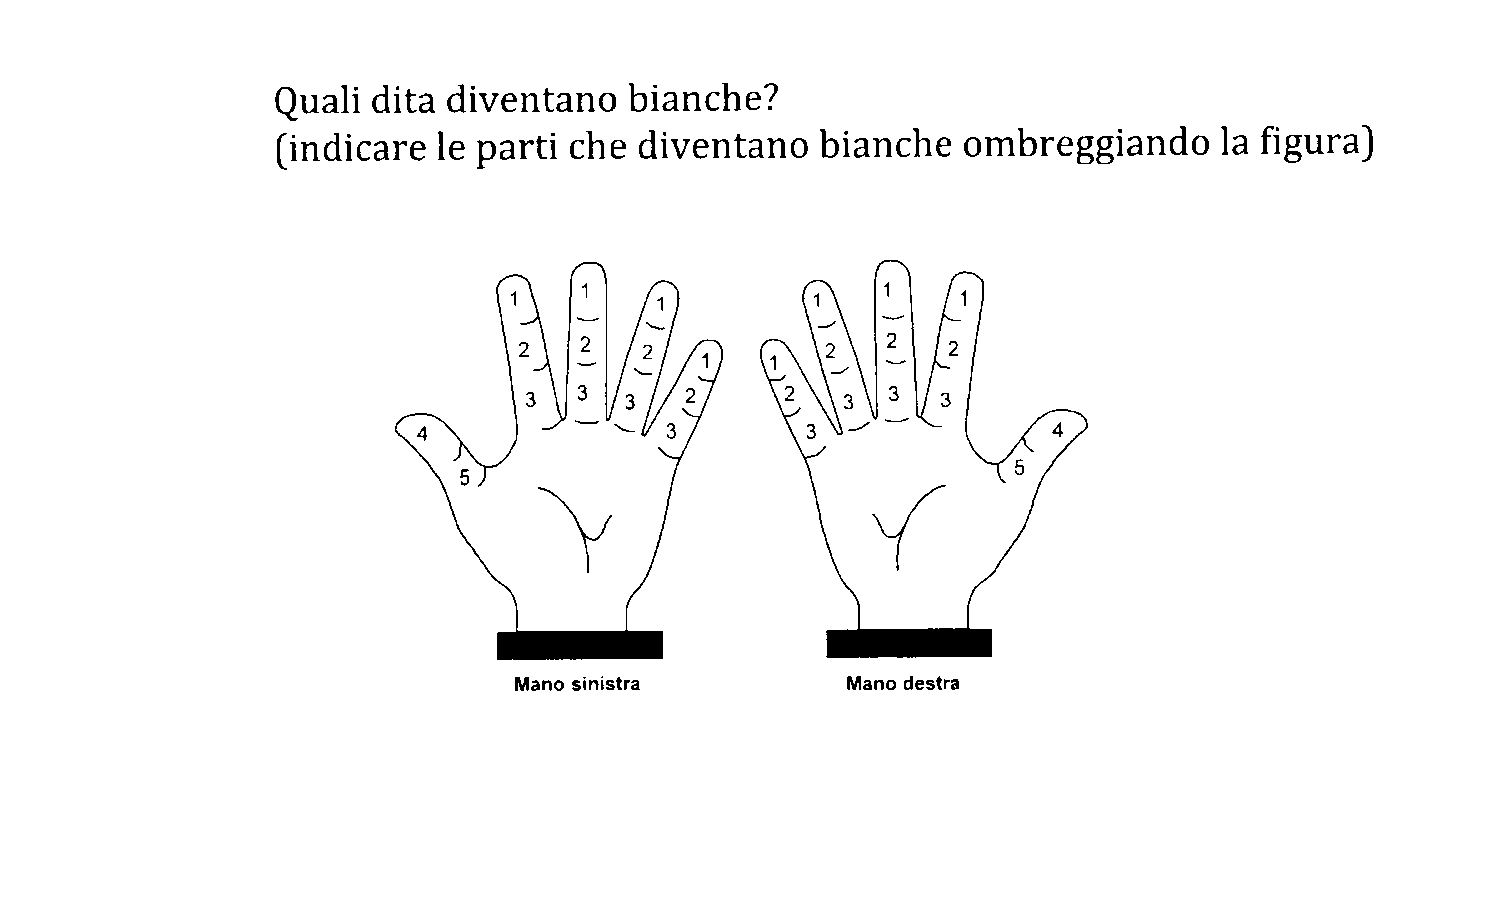 Quali dita diventano bianche?
(indicare le parti che diventano bianche ombreggiando la figura)
1 1 1 1 2 2 2 2 3 3 3 3 4 5
1 1 1 1 2 2 2 2 3 3 3 3 4 5
Mano sinistra
Mano destra